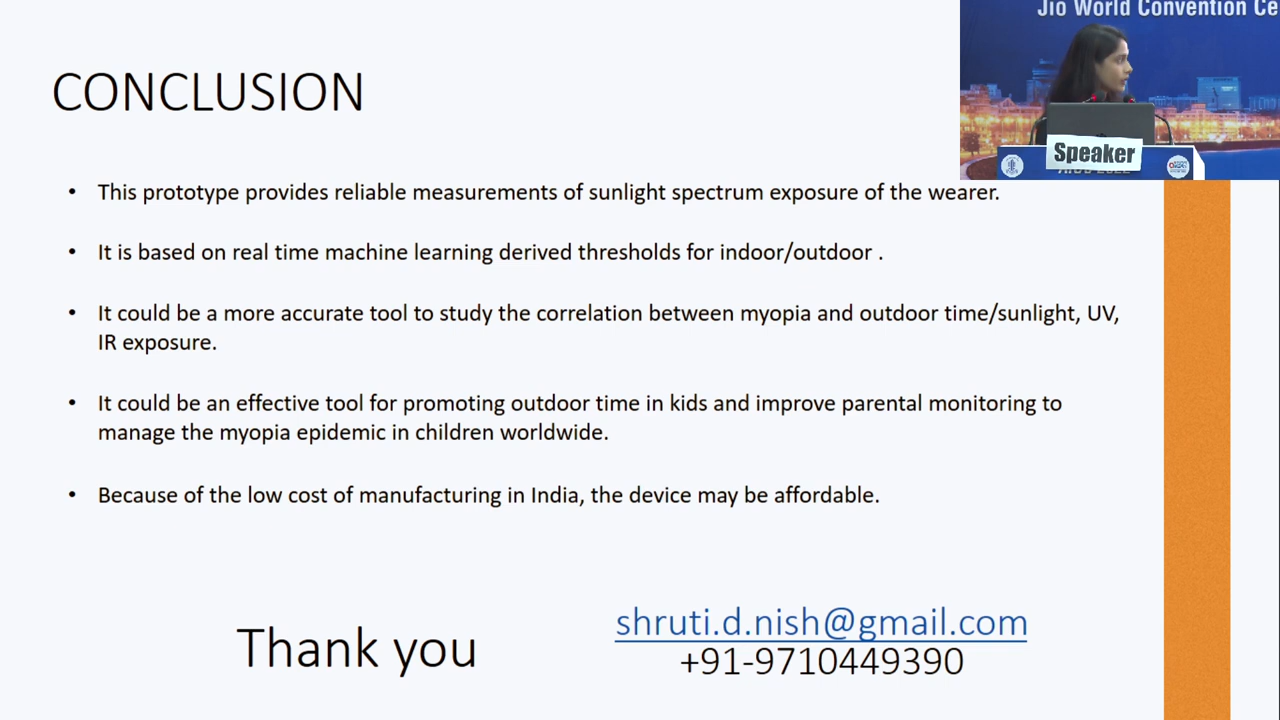 Jio World Convention Ce
CONCLUSION
Speaker
• This prototype provides reliable measurements of sunlight spectrum exposure of the wearer.
• It is based on real time machine learning derived thresholds for indoor/outdoor .
• It could be a more accurate tool to study the correlation between myopia and outdoor time/sunlight, UV,
IR exposure.
• It could be an effective tool for promoting outdoor time in kids and improve parental monitoring to
manage the myopia epidemic in children worldwide.
• Because of the low cost of manufacturing in India, the device may be affordable.
Thank you
shruti.d.nish@gmail.com
+91-9710449390